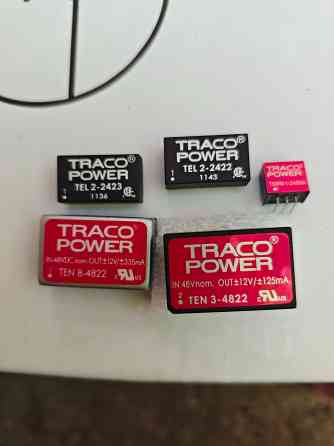 TRACO®
POWER
TEL 2-2423
1136
TRACO®
POWER
TEL 2-2422
1143
TRACO
POWER
TRACO®
POWER
IN 48VDC nom. OUT±12V/±335mA
TEN 8-4822
TRACO®
POWER
IN 48Vnom. OUT±12V/±125mA
TEN 3-4822